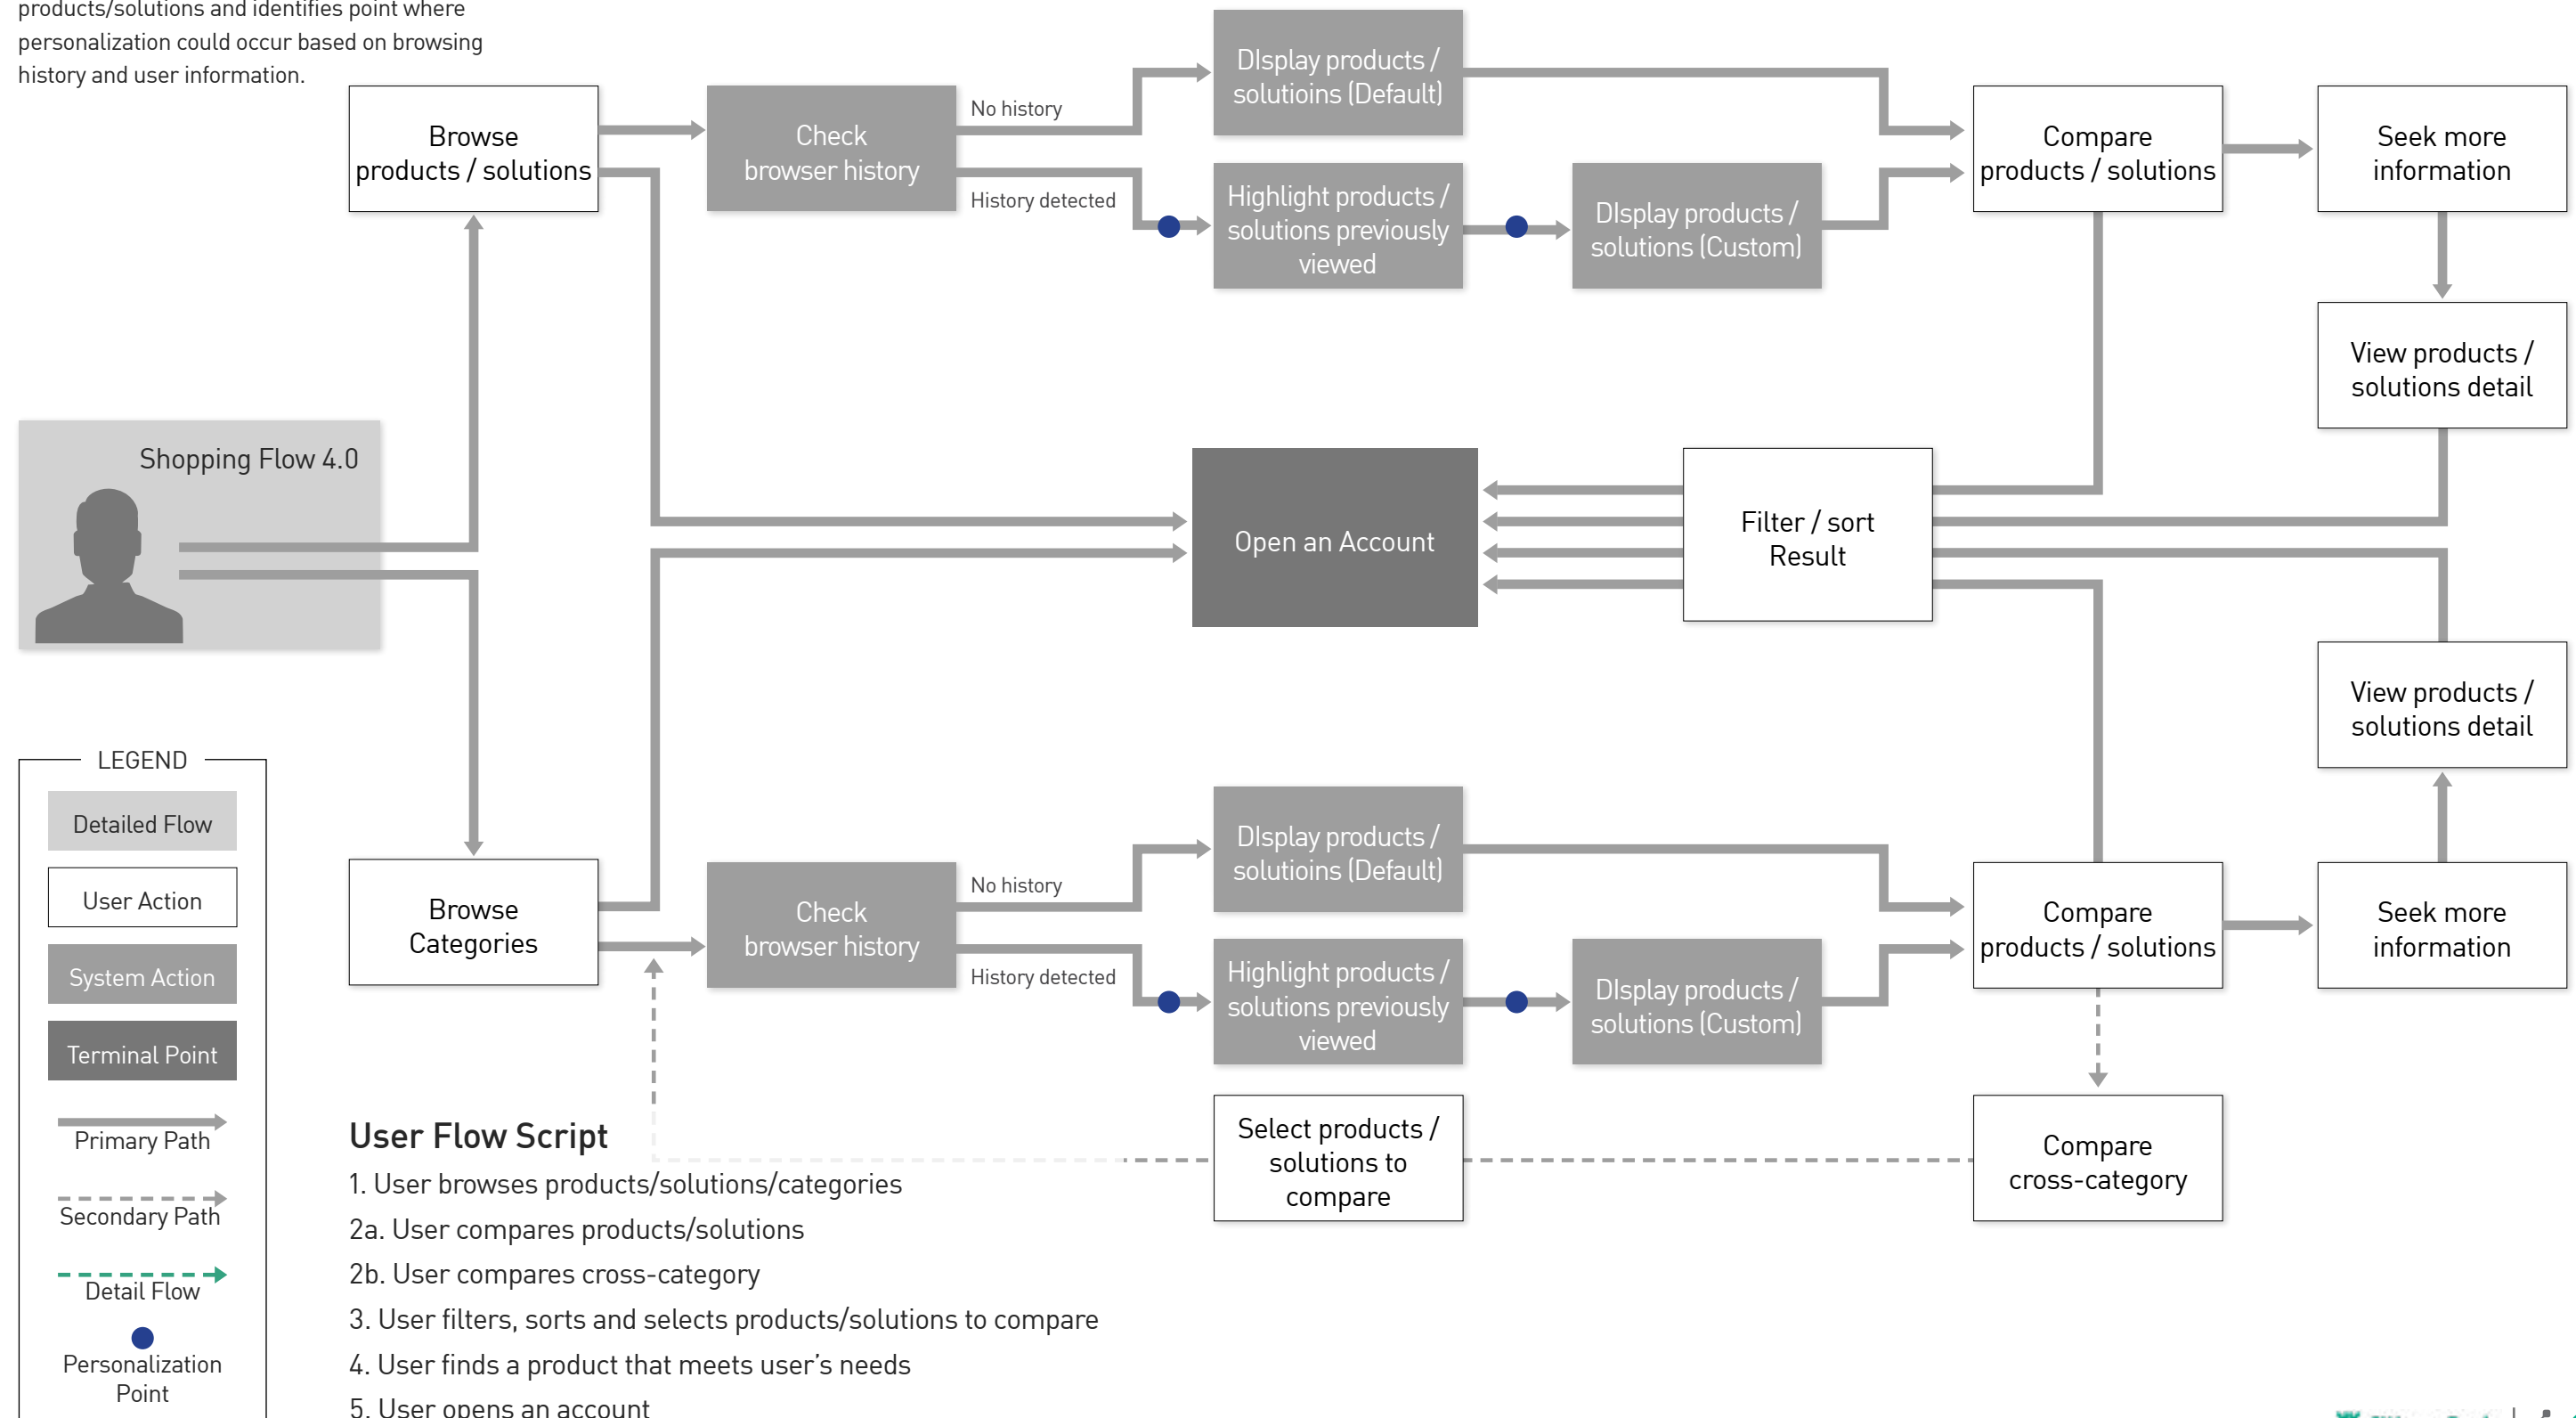 products/solutions and identifies point where
personalization could occur based on browsing
history and user information.
Browse
products / solutions
Check
browser history
No history
History detected
DIsplay products /
solutioins (Default)
Highlight products /
solutions previously
viewed
DIsplay products /
solutions (Custom)
Compare
products / solutions
Seek more
information
View products /
solutions detail
Shopping Flow 4.0
Open an Account
Filter / sort
Result
View products /
solutions detail
Browse
Categories
Check
browser history
No history
History detected
DIsplay products /
solutioins (Default)
Highlight products /
solutions previously
viewed
DIsplay products /
solutions (Custom)
Compare
products / solutions
Seek more
information
Select products /
solutions to
compare
Compare
cross-category
LEGEND
Detailed Flow
User Action
System Action
Terminal Point
Primary Path
Secondary Path
Detail Flow
Personalization
Point
User Flow Script
1. User browses products/solutions/categories
2a. User compares products/solutions
2b. User compares cross-category
3. User filters, sorts and selects products/solutions to compare
4. User finds a product that meets user’s needs
5. User opens an account